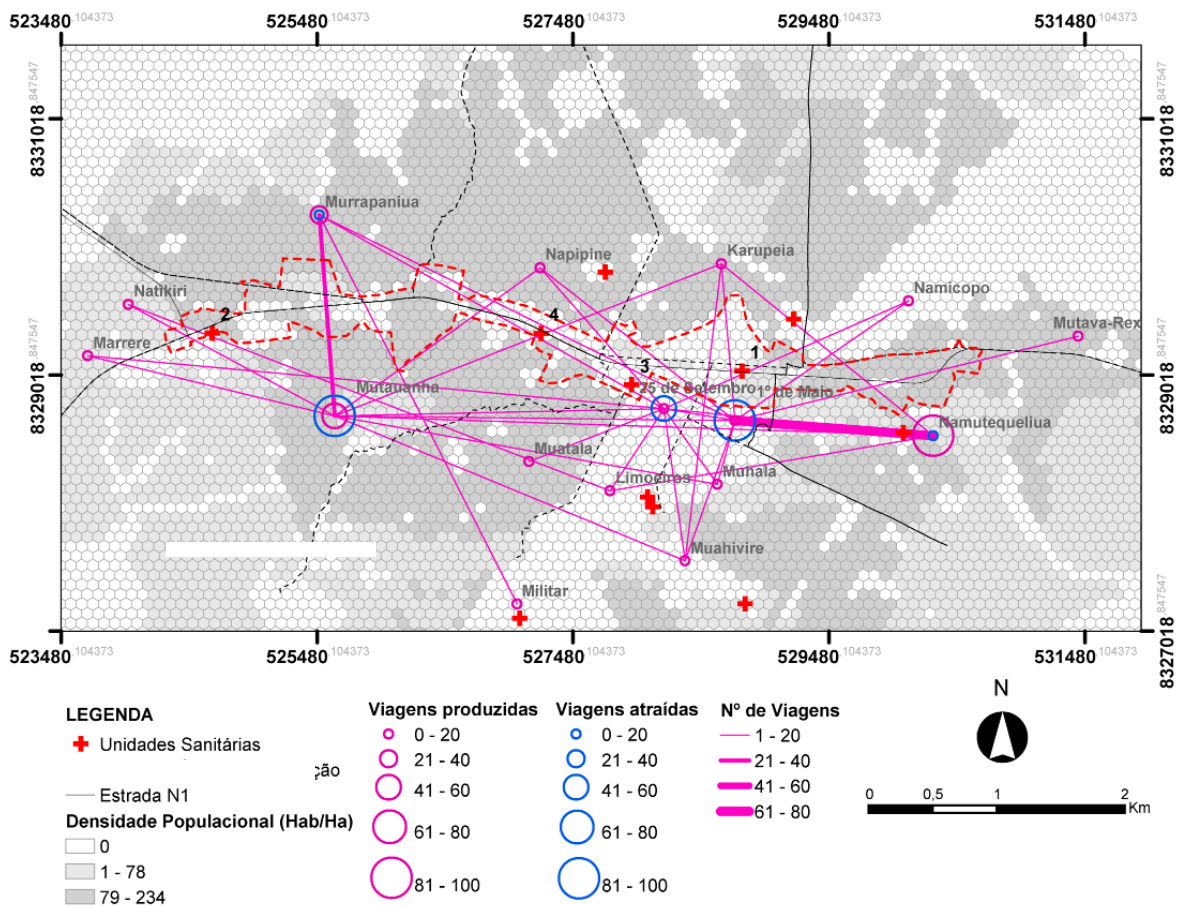 523480,104373 525480,104373 527480,104373 529480,104373 531480,104373
8331018,847547
8331018,847547
Murrapaniua
Napipine
Karupeia
Natikiri
Namicopo
2
4
Mutava-Rex
Marrere
1
3
8329018,847547
8329018,847547
Mutauanha
25 de Setembro
1º de Maio
Namutequeliua
Muatala
Limoeiros
Muhala
Muahivire
Militar
8327018,847547
523480,104373 525480,104373 527480,104373 529480,104373 531480,104373
LEGENDA
Unidades Sanitárias
ção
Estrada N1
Densidade Populacional (Hab/Ha)
0
1 - 78
79 - 234
Viagens produzidas
0 - 20
21 - 40
41 - 60
61 - 80
81 - 100
Viagens atraídas
0 - 20
21 - 40
41 - 60
61 - 80
81 - 100
Nº de Viagens
1 - 20
21 - 40
41 - 60
61 - 80
N
0 0,5 1 2
Km